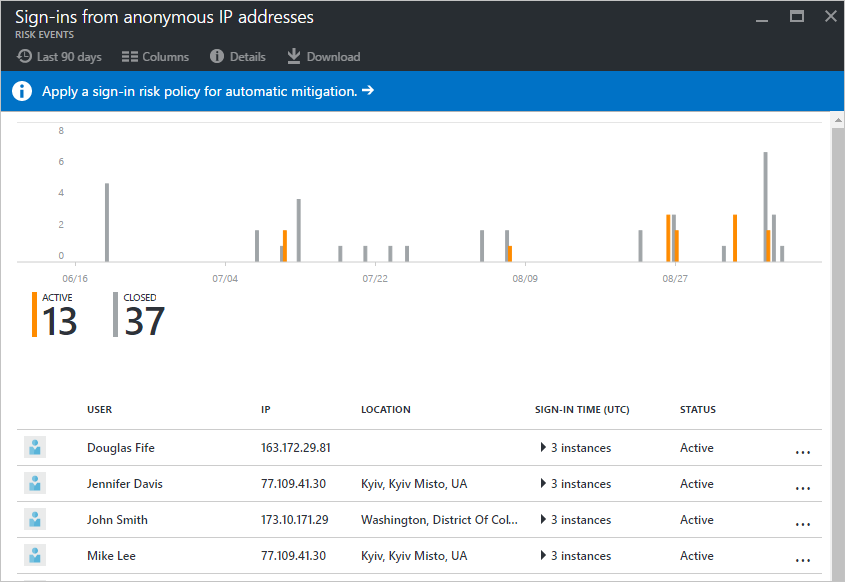 Sign-ins from anonymous IP addresses
RISK EVENTS
Last 90 days Columns Details Download
Apply a sign-in risk policy for automatic mitigation.
8
6
4
2
0
06/16 07/04 07/22 08/09 08/27
ACTIVE CLOSED
13 37
USER IP LOCATION SIGN-IN TIME (UTC) STATUS
Douglas Fife 163.172.29.81 3 instances Active ...
Jennifer Davis 77.109.41.30 Kyiv, Kyiv Misto, UA 3 instances Active ...
John Smith 173.10.171.29 Washington, District Of Col... 3 instances Active ...
Mike Lee 77.109.41.30 Kyiv, Kyiv Misto, UA 3 instances Active ...